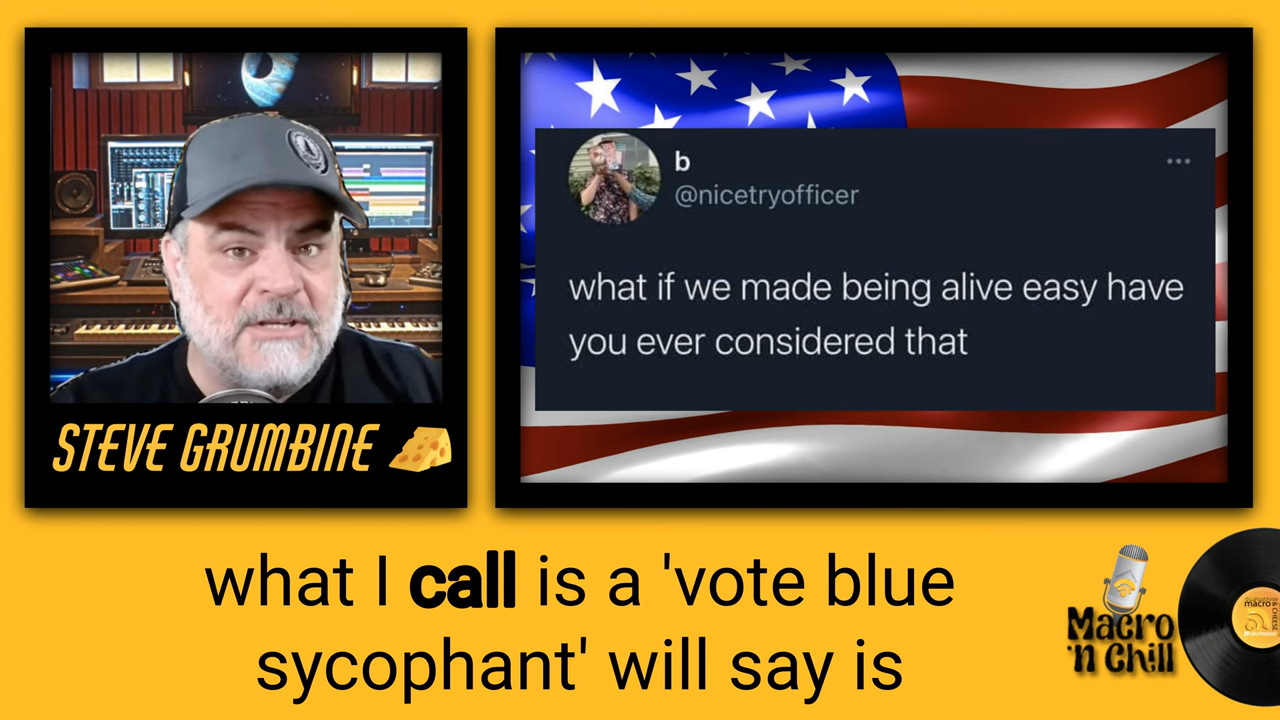 STEVE GRUMBINE
b
@nicetryofficer
what if we made being alive easy have
you ever considered that
what I call is a 'vote blue
sycophant' will say is
Macro
'N Chill
macro